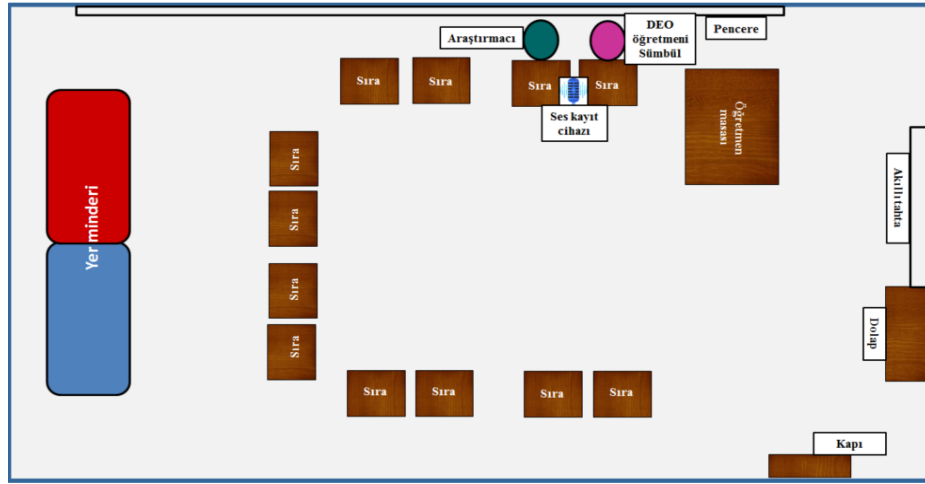 Araştırmacı
DEO
öğretmeni
Sümbül
Pencere
Sıra
Sıra
Sıra
Sıra
Ses kayıt
cihazı
Öğretmen
masası
Yer minderi
Sıra
Sıra
Sıra
Sıra
Akıllı tahta
Dolap
Sıra
Sıra
Sıra
Sıra
Kapı